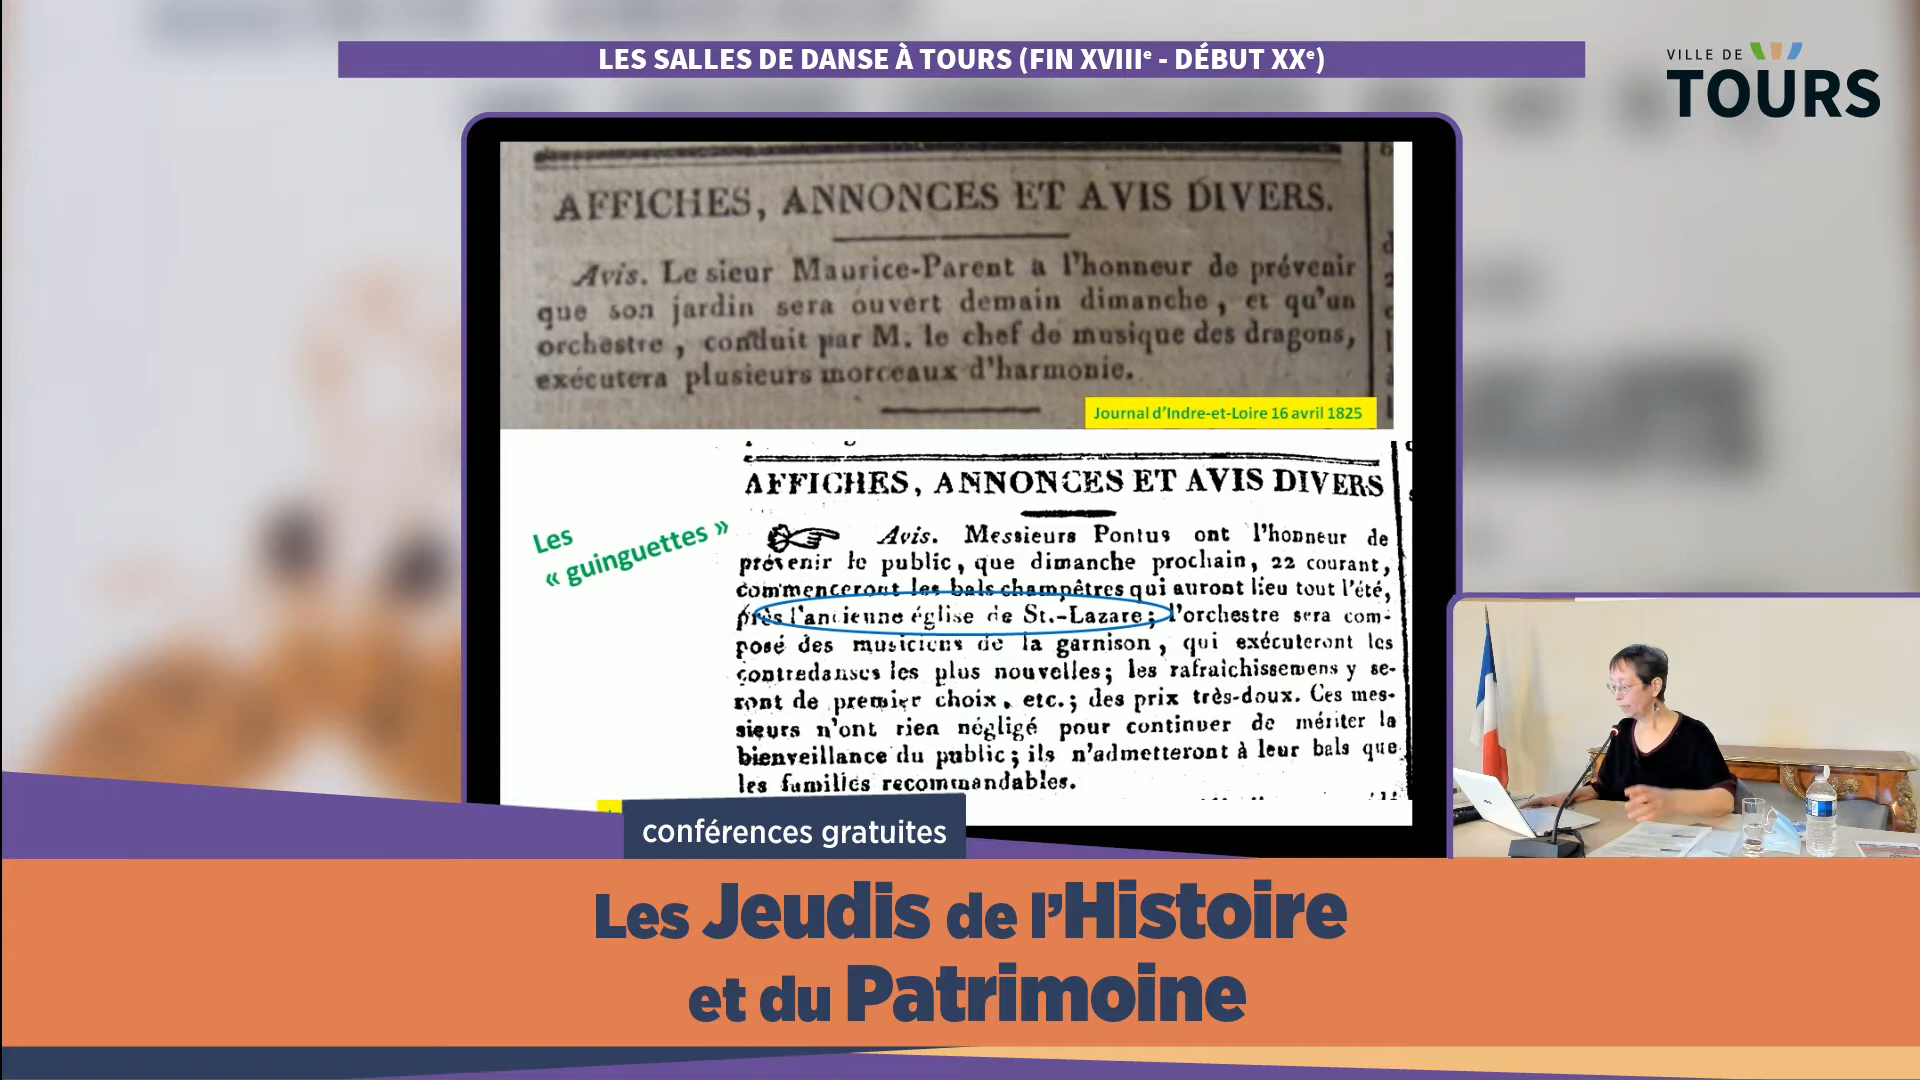 LES SALLES DE DANSE À TOURS (FIN XVIIIe - DÉBUT XXe)
VILLE DE
TOURS
AFFICHES, ANNONCES ET AVIS DIVERS.
Avis. Le sieur Maurice-Parent a l'honneur de prévenir
que son jardin sera ouvert demain dimanche, et qu'un
orchestre, conduit par M. le chef de musique des dragons,
exécutera plusieurs morceaux d'harmonie.
Journal d'Indre-et-Loire 16 avril 1825
Les
« guinguettes »
AFFICHES, ANNONCES ET AVIS DIVERS
Avis. Messieurs Pontus ont l'honneur de
prévenir le public, que dimanche prochain, 22 courant,
commenceront les bals champêtres qui auront lieu tout l'été,
près l'ancienne église de St.-Lazare; l'orchestre sera com-
posé des musiciens de la garnison, qui exécuteront les
contredanses les plus nouvelles; les rafraîchissemens y se-
ront de premier choix, etc.; des prix très-doux. Ces mes-
sieurs n'ont rien négligé pour continuer de mériter la
bienveillance du public; ils n'admetteront à leur bals que
les familles recommandables.
conférences gratuites
Les Jeudis de l'Histoire
et du Patrimoine